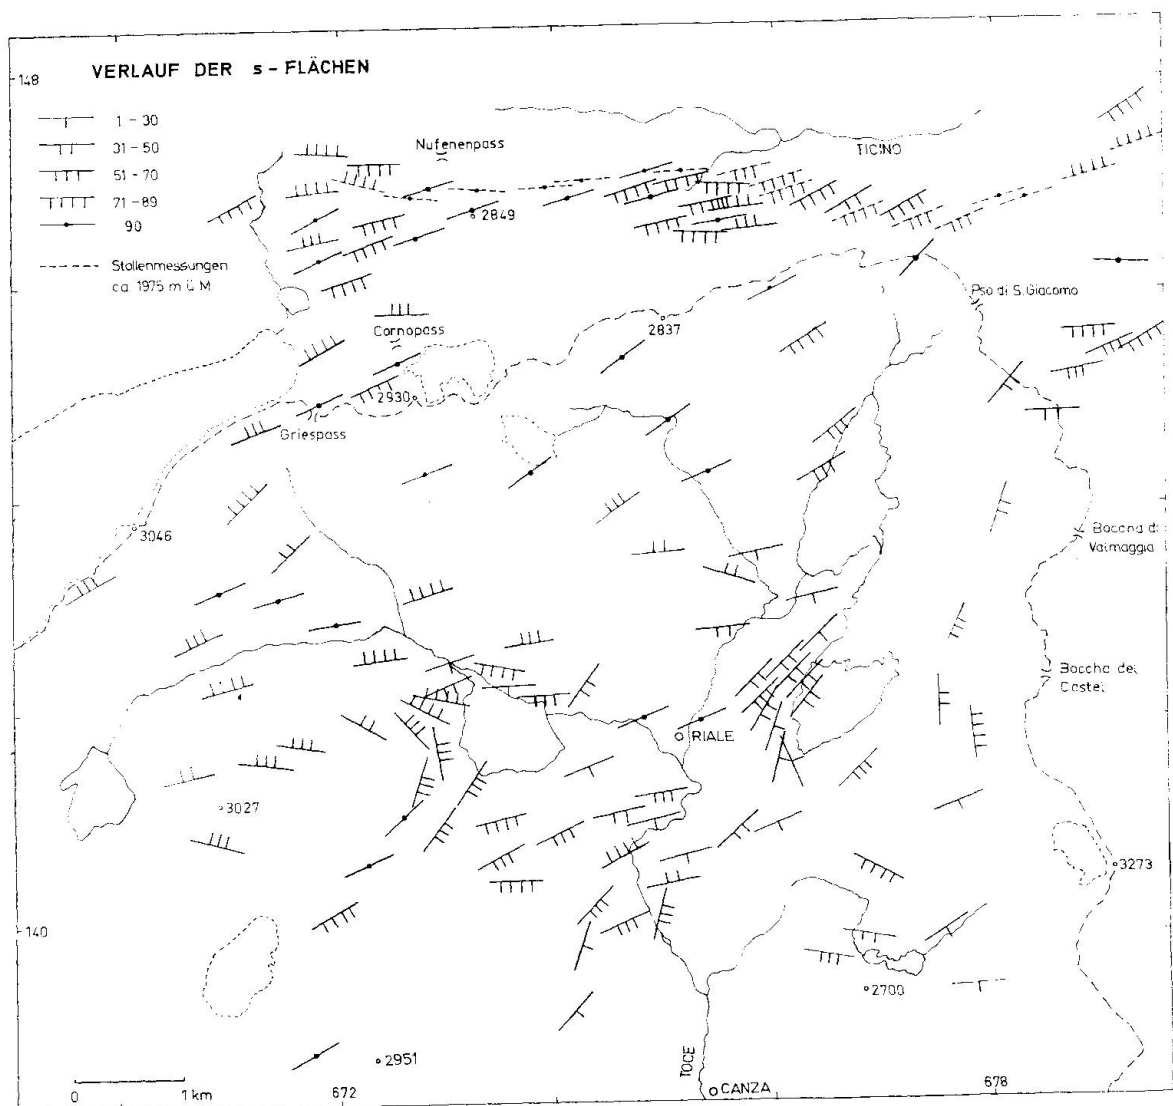 VERLAUF DER s - FLÄCHEN
148
1 - 30
31 - 50
51 - 70
71 - 89
90
Stollenmessungen
ca 1975 m ü M
Nufenenpass
TICINO
2849
Pso di S. Giacomo
2837
Cornopass
2930
Griespass
3046
Bocche di
Valmaggia
3027
RIALE
Bocche del
Castel
3273
140
2700
2951
TOCE
CANZA
0
1 km
672
678